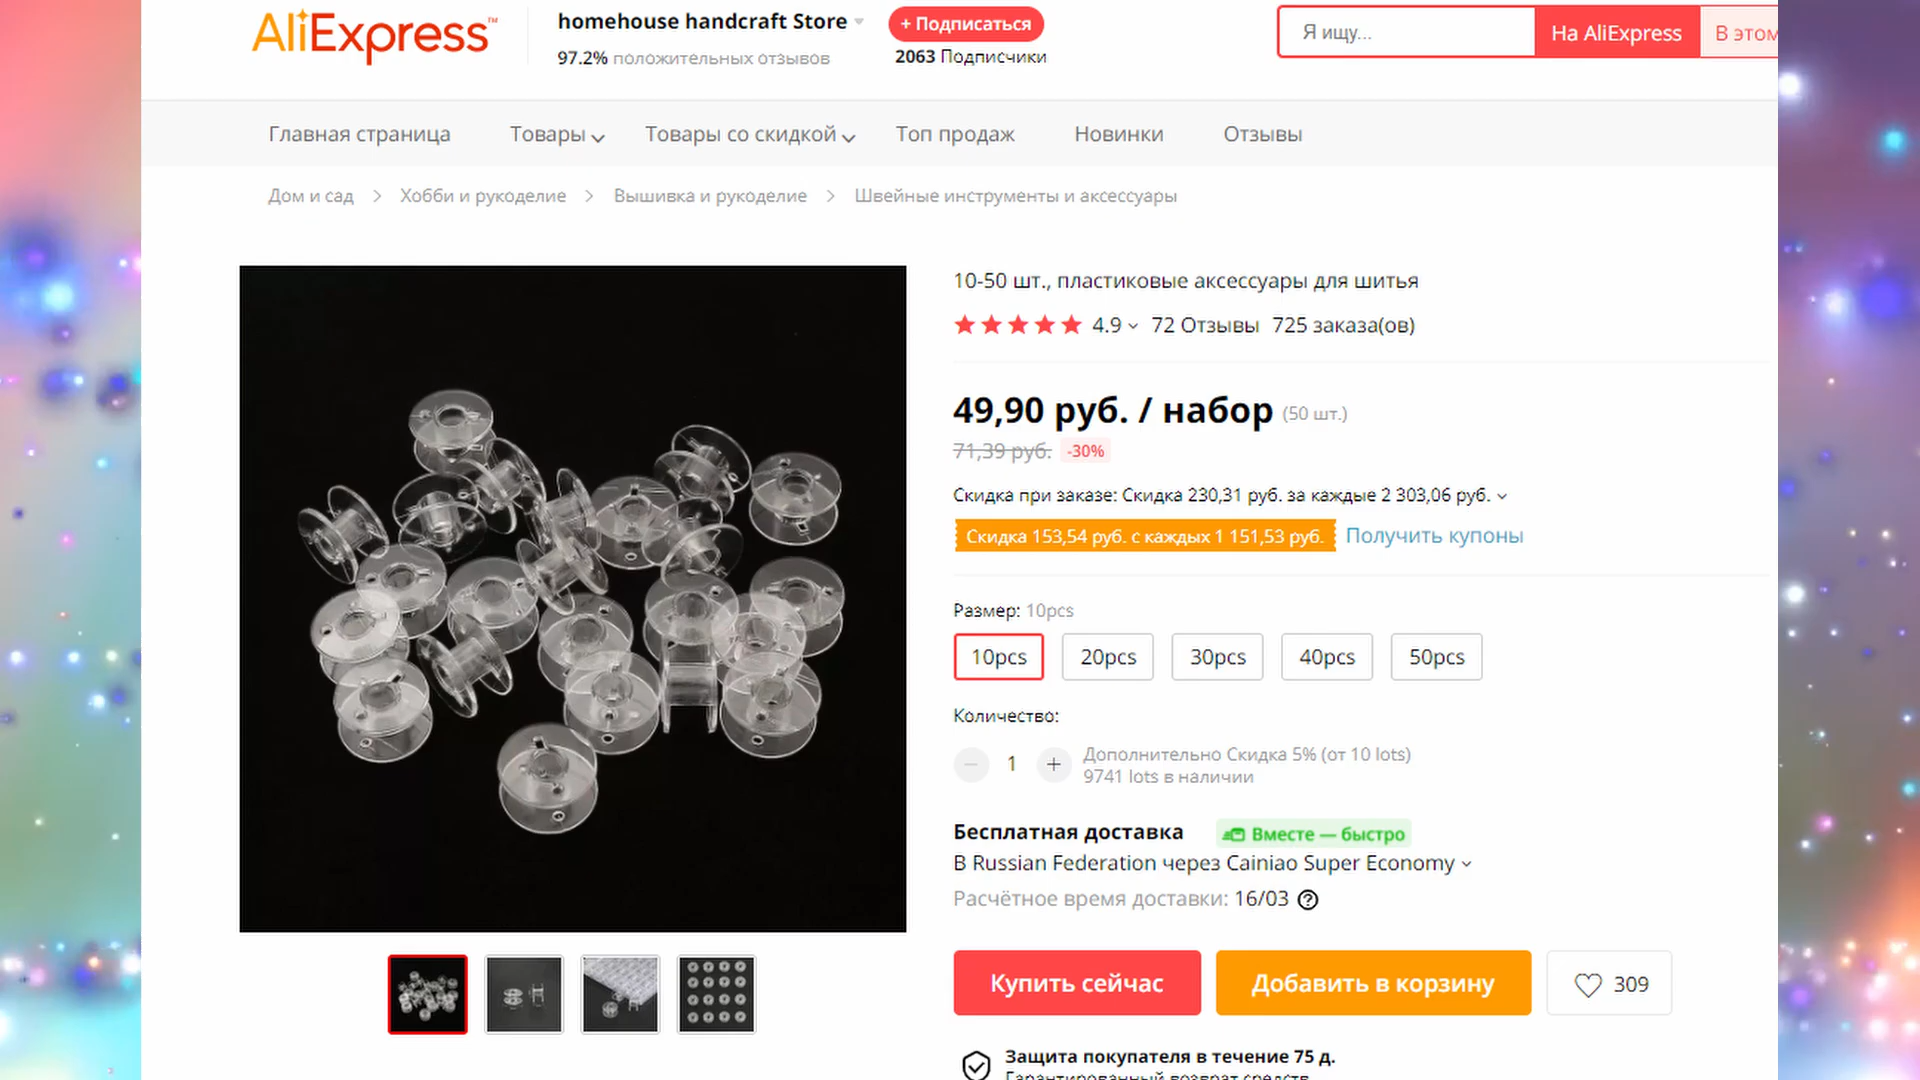 AliExpress™
homehouse handcraft Store
97.2% положительных отзывов
+ Подписаться
2063 Подписчики
Я ищу...
На AliExpress
В этом
Главная страница
Товары
Товары со скидкой
Топ продаж
Новинки
Отзывы
Дом и сад > Хобби и рукоделие > Вышивка и рукоделие > Швейные инструменты и аксессуары
10-50 шт., пластиковые аксессуары для шитья
4.9 72 Отзывы 725 заказа(ов)
49,90 руб. / набор (50 шт.)
71,39 руб. -30%
Скидка при заказе: Скидка 230,31 руб. за каждые 2 303,06 руб.
Скидка 153,54 руб. с каждых 1 151,53 руб. Получить купоны
Размер: 10pcs
10pcs 20pcs 30pcs 40pcs 50pcs
Количество:
− 1 + Дополнительно Скидка 5% (от 10 lots)
9741 lots в наличии
Бесплатная доставка Вместе — быстро
В Russian Federation через Cainiao Super Economy
Расчётное время доставки: 16/03 ?
Купить сейчас Добавить в корзину 309
Защита покупателя в течение 75 д.
Гарантированный возврат средств